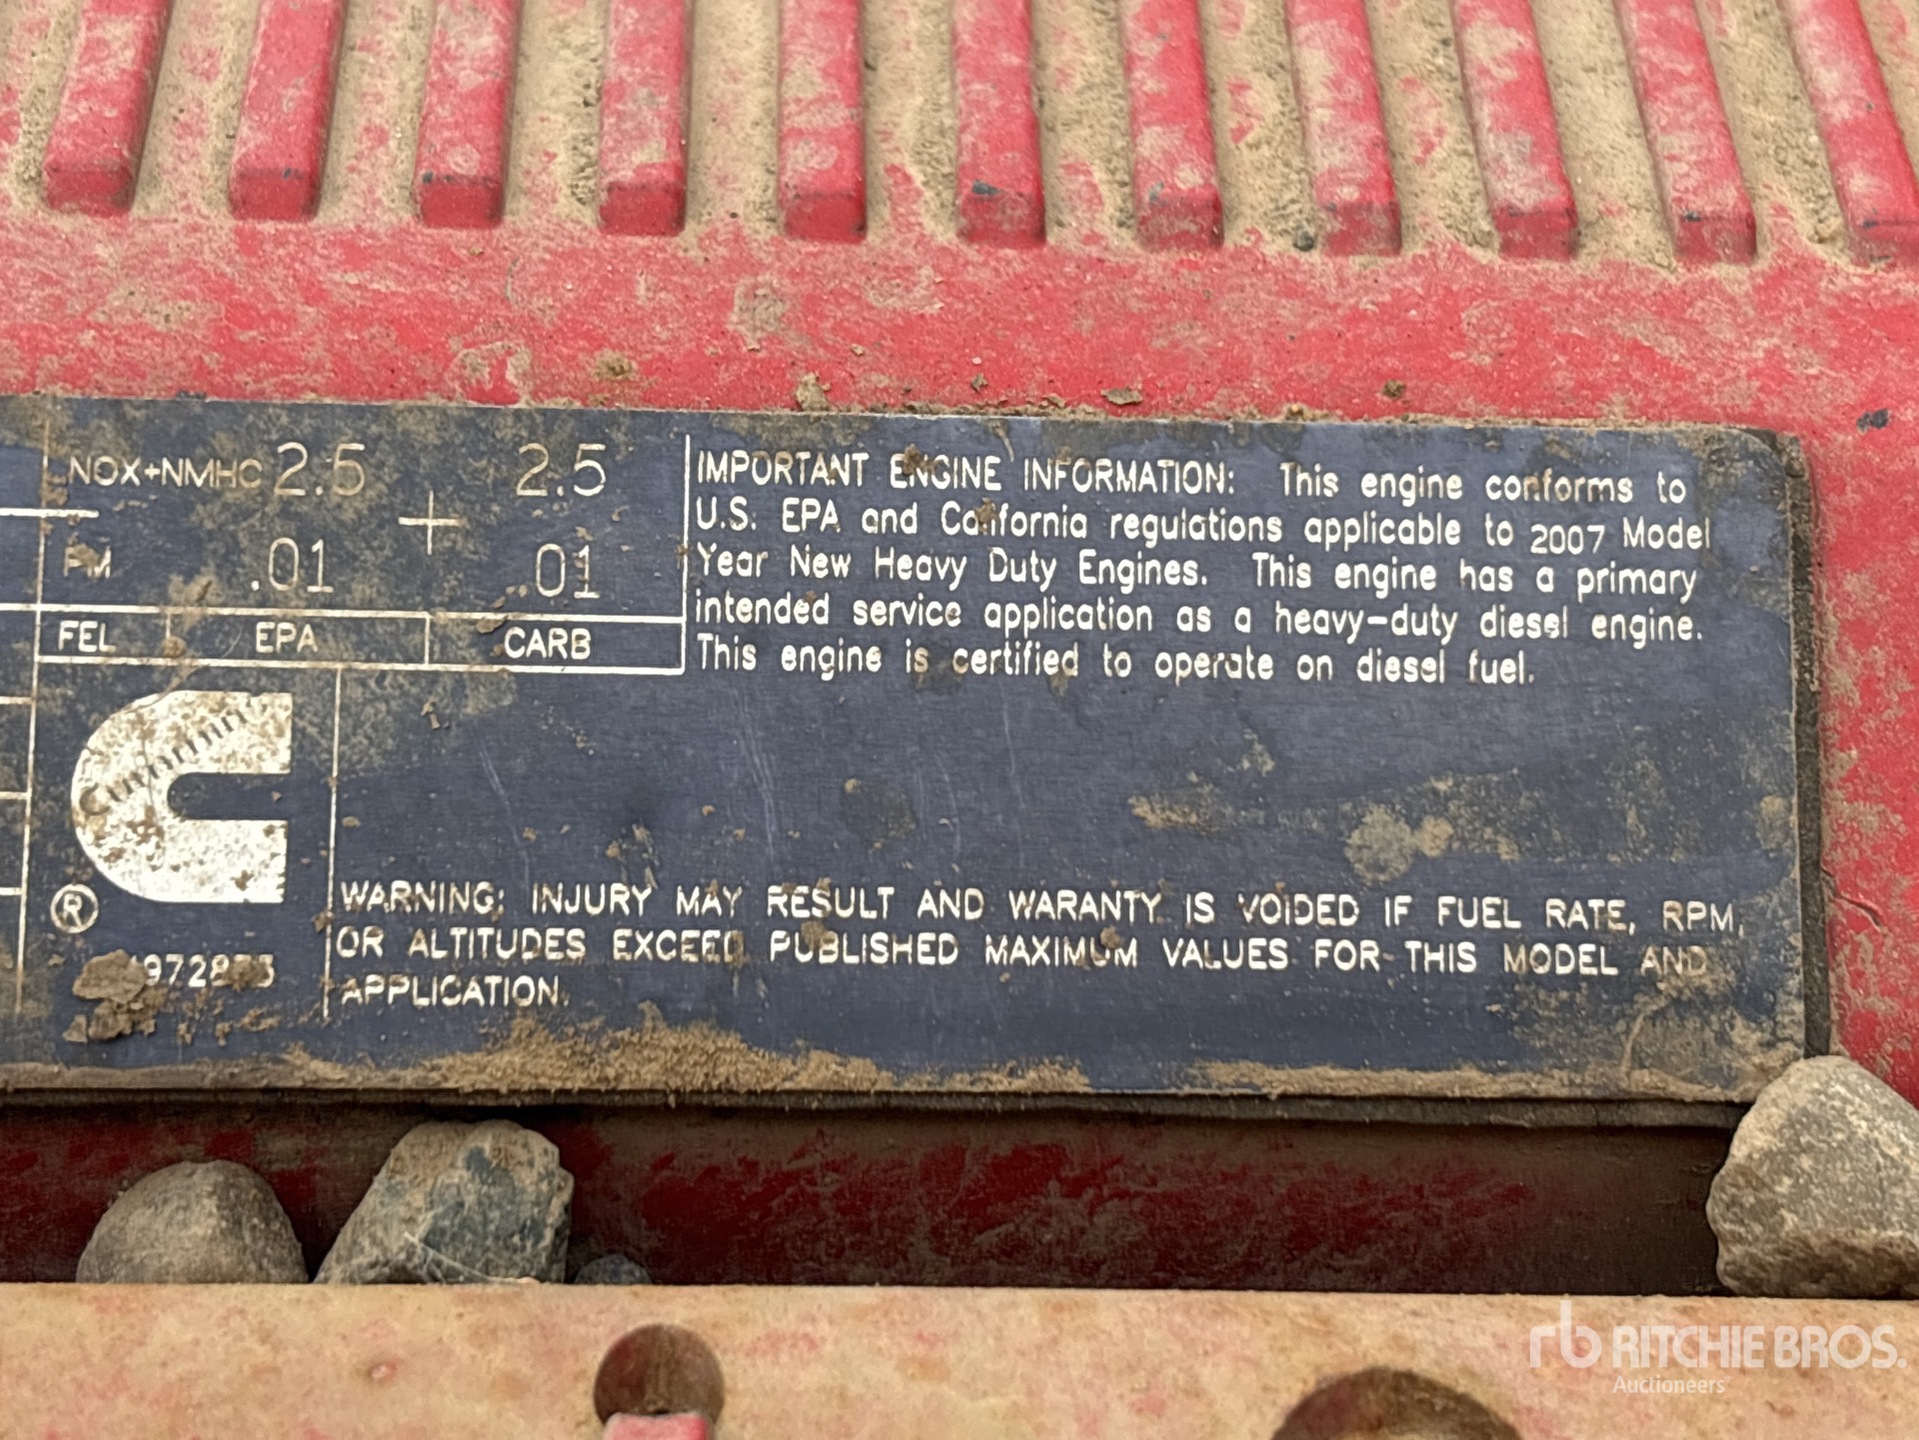 NOX+NMHC 2.5 2.5
PM .01 .01
FEL EPA CARB
IMPORTANT ENGINE INFORMATION: This engine conforms to
U.S. EPA and California regulations applicable to 2007 Model
Year New Heavy Duty Engines. This engine has a primary
intended service application as a heavy-duty diesel engine.
This engine is certified to operate on diesel fuel.
Cummins
®
WARNING: INJURY MAY RESULT AND WARANTY IS VOIDED IF FUEL RATE, RPM,
OR ALTITUDES EXCEED PUBLISHED MAXIMUM VALUES FOR THIS MODEL AND
APPLICATION.
rb RITCHIE BROS.
Auctioneers